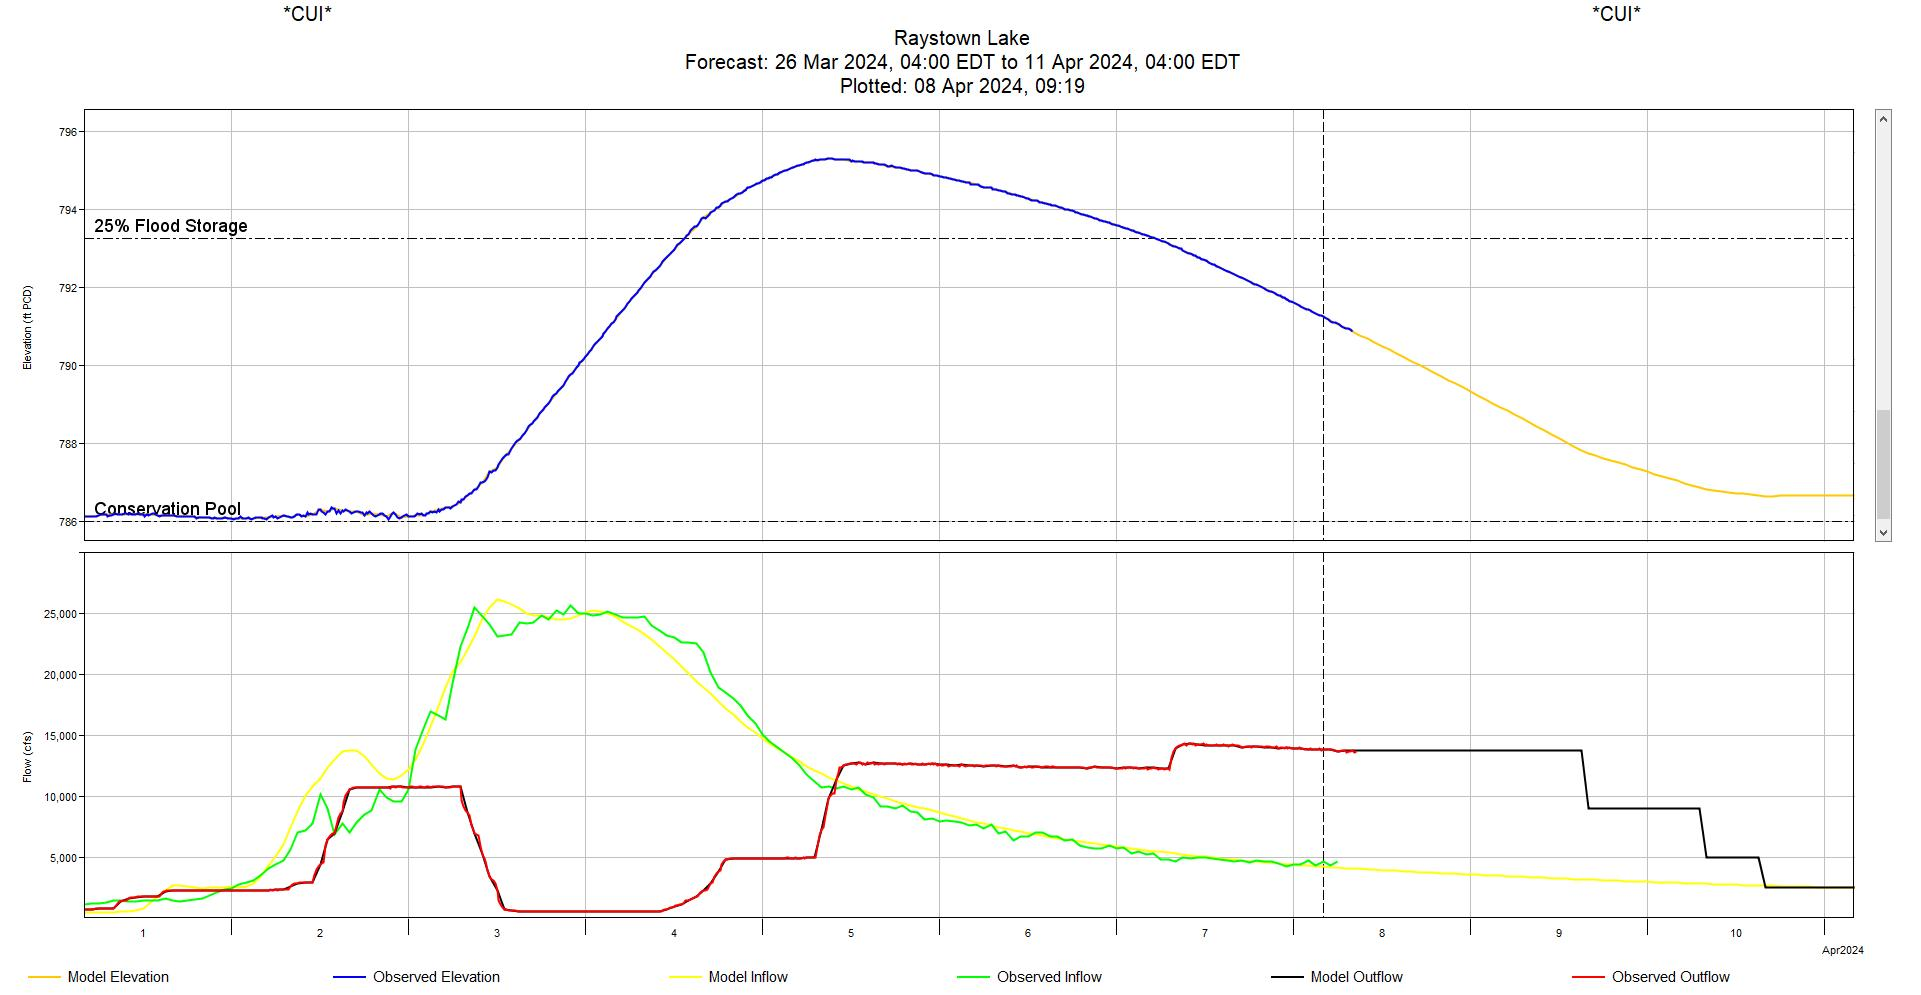 *CUI* *CUI*
Raystown Lake
Forecast: 26 Mar 2024, 04:00 EDT to 11 Apr 2024, 04:00 EDT
Plotted: 08 Apr 2024, 09:19
796
794
25% Flood Storage
792
790
788
Conservation Pool
786
Elevation (ft PCD)
25,000
20,000
15,000
10,000
5,000
Flow (cfs)
1 2 3 4 5 6 7 8 9 10
Apr2024
Model Elevation Observed Elevation Model Inflow Observed Inflow Model Outflow Observed Outflow